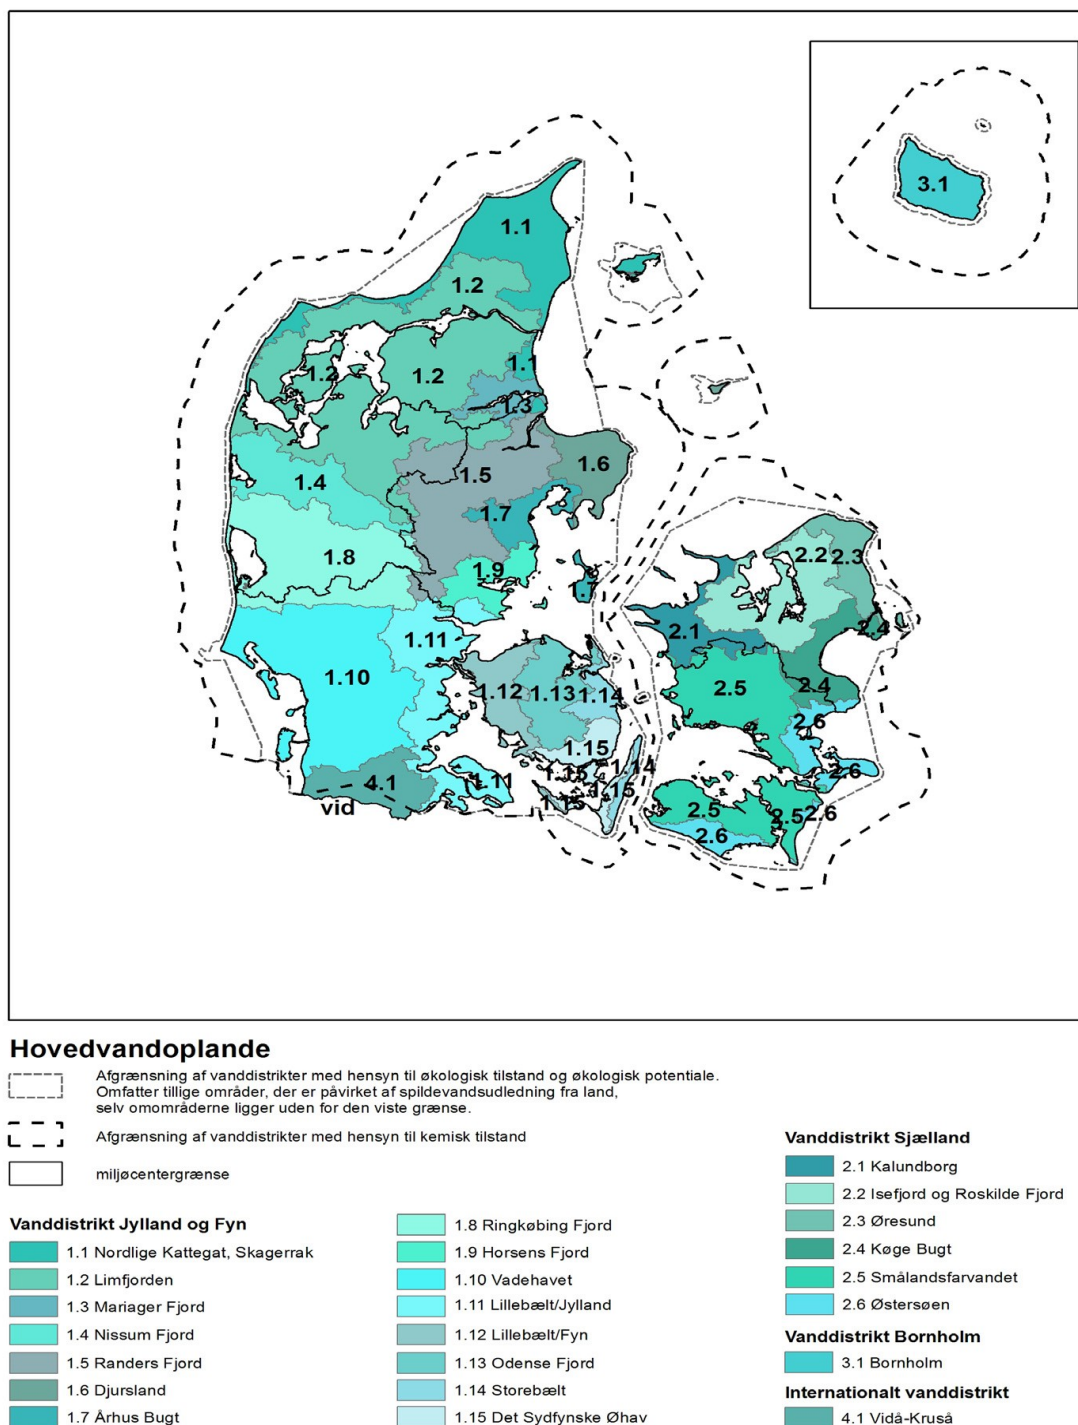 3.1
1.1
1.2
1.2
1.2
1.1
1.3
1.5
1.6
1.4
1.7
1.8
1.9
1.7
2.2
2.3
2.1
2.4
1.11
1.10
1.12
1.13
1.14
2.5
2.4
2.6
1.15
1.14
2.6
4.1
1.11
1.15
1.15
1.15
vid
2.5
2.5
2.6
2.6
Hovedvandoplande
Afgrænsning af vanddistrikter med hensyn til økologisk tilstand og økologisk potentiale.
Omfatter tillige områder, der er påvirket af spildevandsudledning fra land,
selv omområderne ligger uden for den viste grænse.
Afgrænsning af vanddistrikter med hensyn til kemisk tilstand
miljøcentergrænse
Vanddistrikt Jylland og Fyn
1.1 Nordlige Kattegat, Skagerrak
1.2 Limfjorden
1.3 Mariager Fjord
1.4 Nissum Fjord
1.5 Randers Fjord
1.6 Djursland
1.7 Århus Bugt
1.8 Ringkøbing Fjord
1.9 Horsens Fjord
1.10 Vadehavet
1.11 Lillebælt/Jylland
1.12 Lillebælt/Fyn
1.13 Odense Fjord
1.14 Storebælt
1.15 Det Sydfynske Øhav
Vanddistrikt Sjælland
2.1 Kalundborg
2.2 Isefjord og Roskilde Fjord
2.3 Øresund
2.4 Køge Bugt
2.5 Smålandsfarvandet
2.6 Østersøen
Vanddistrikt Bornholm
3.1 Bornholm
Internationalt vanddistrikt
4.1 Vidå-Kruså